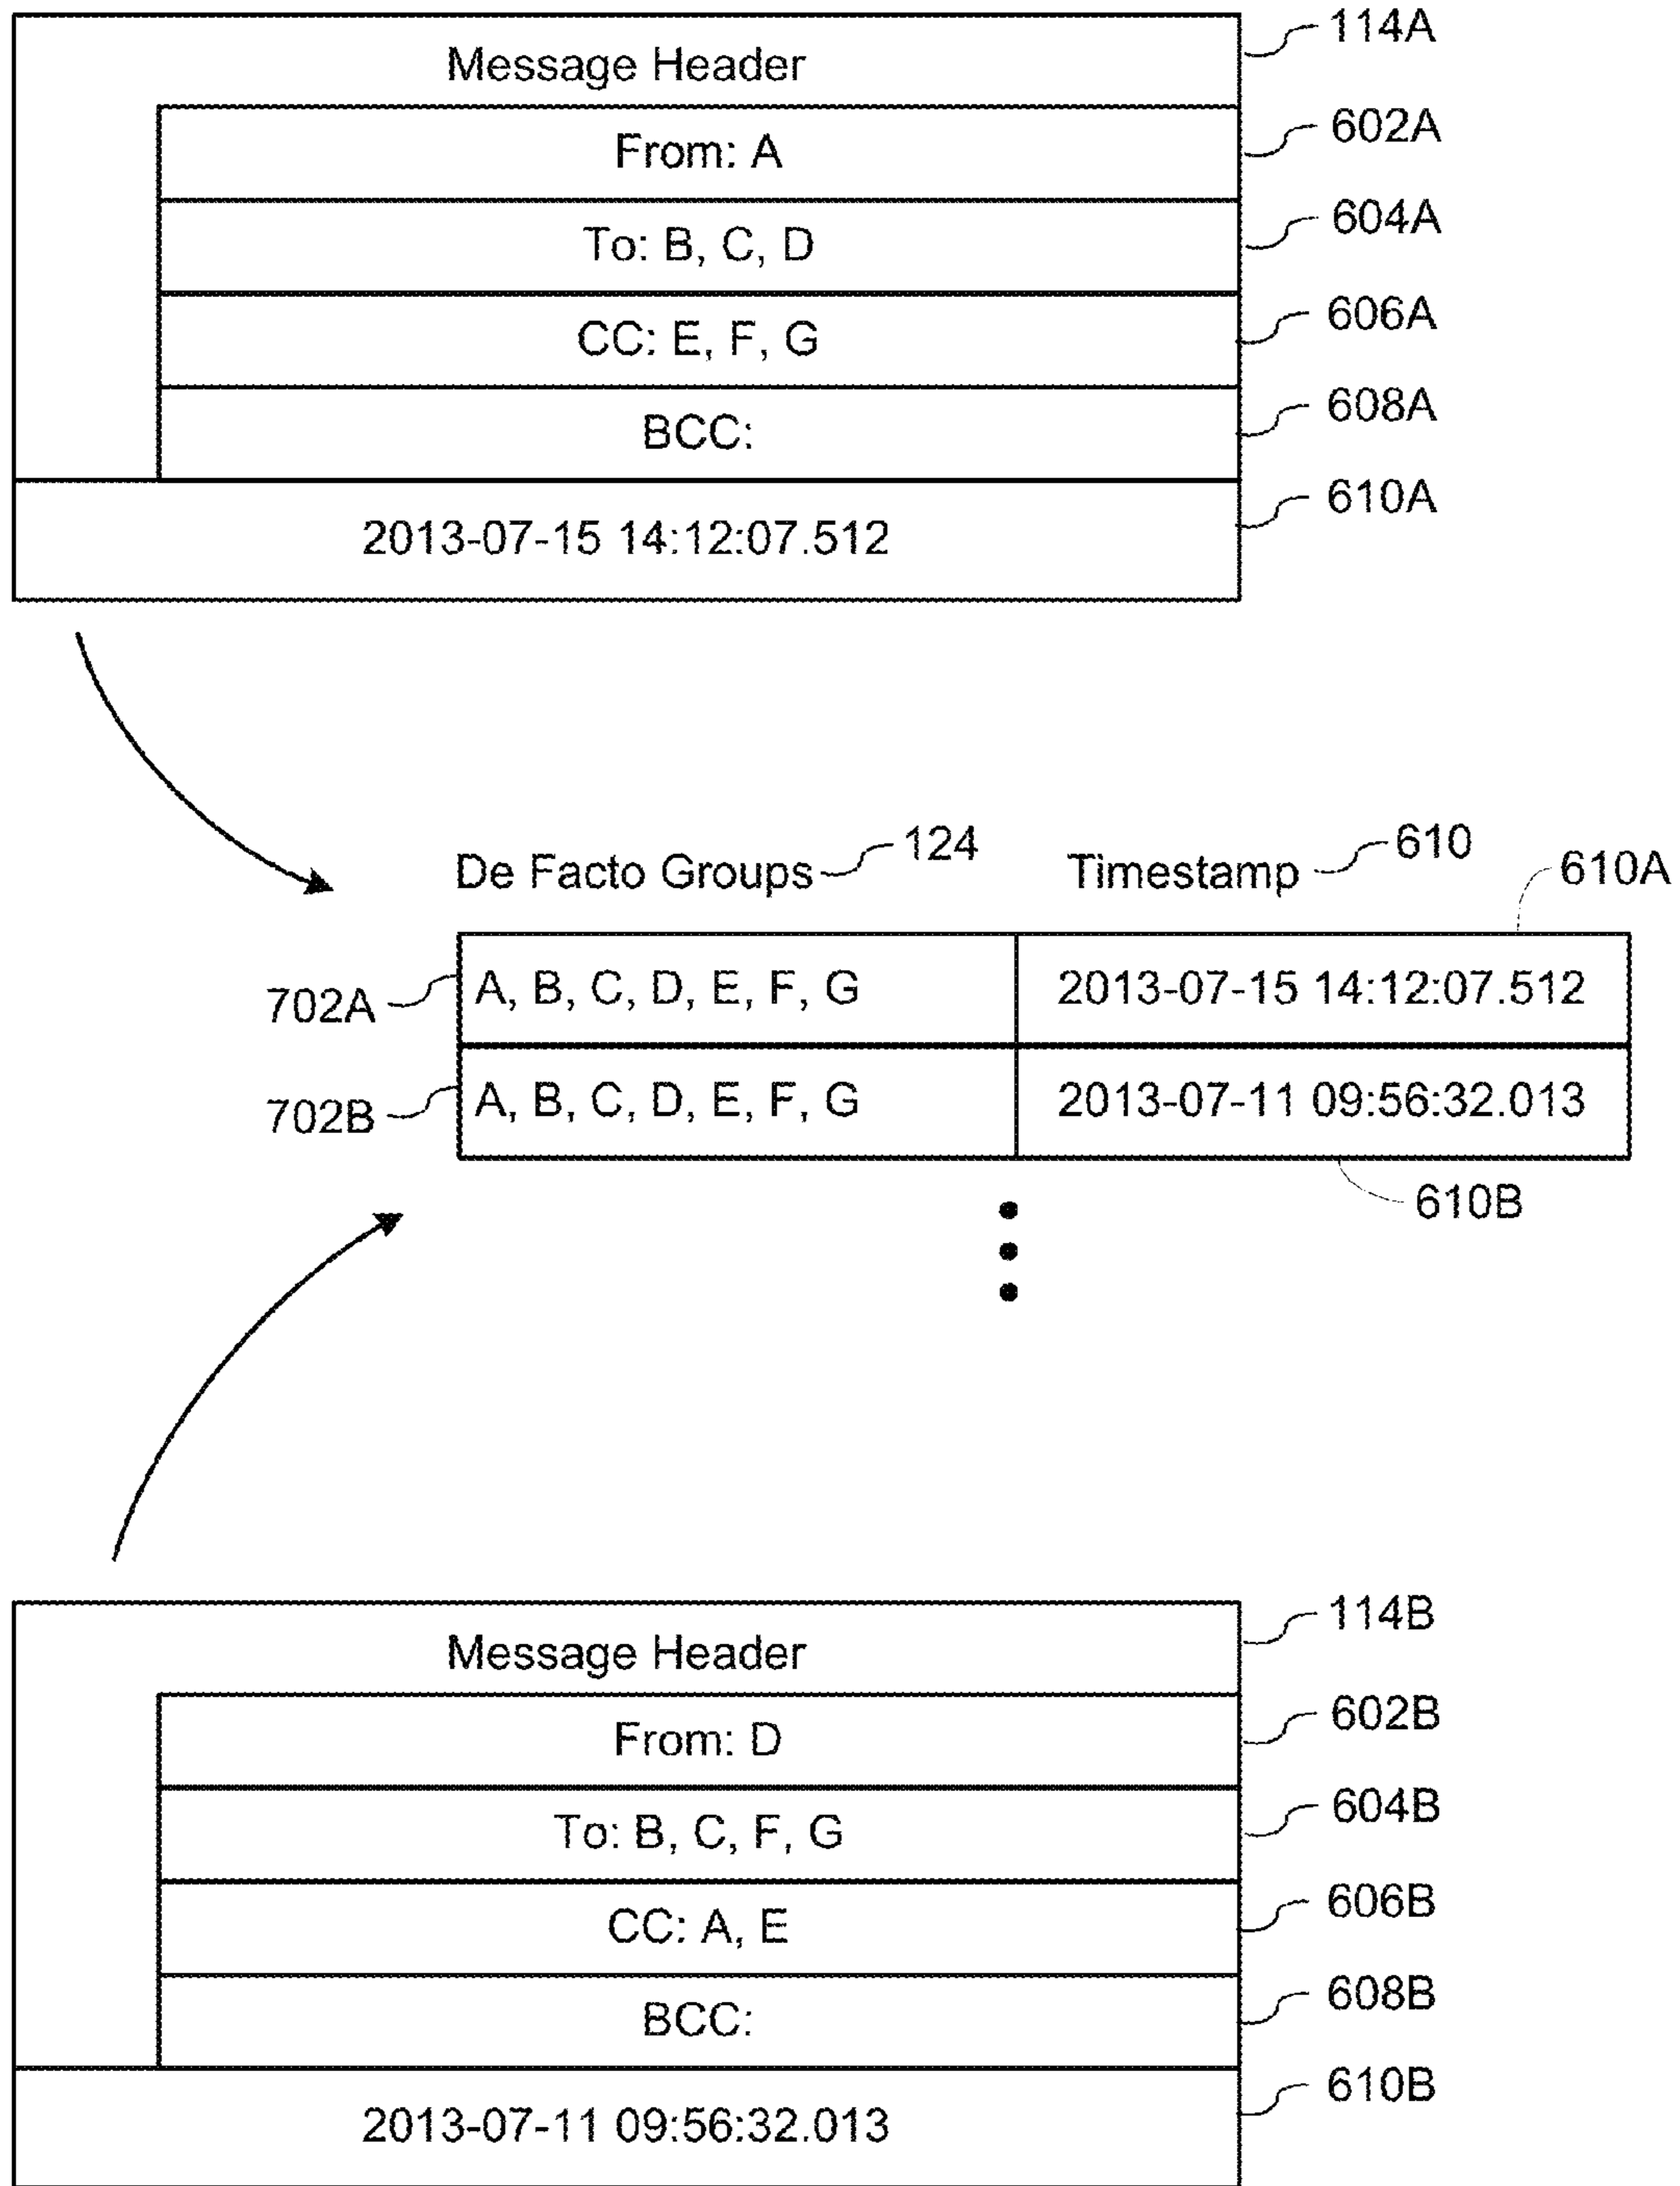 Message Header 114A
From: A 602A
To: B, C, D 604A
CC: E, F, G 606A
BCC: 608A
2013-07-15 14:12:07.512 610A
De Facto Groups 124 Timestamp 610 610A
702A A, B, C, D, E, F, G 2013-07-15 14:12:07.512
702B A, B, C, D, E, F, G 2013-07-11 09:56:32.013
610B
Message Header 114B
From: D 602B
To: B, C, F, G 604B
CC: A, E 606B
BCC: 608B
2013-07-11 09:56:32.013 610B